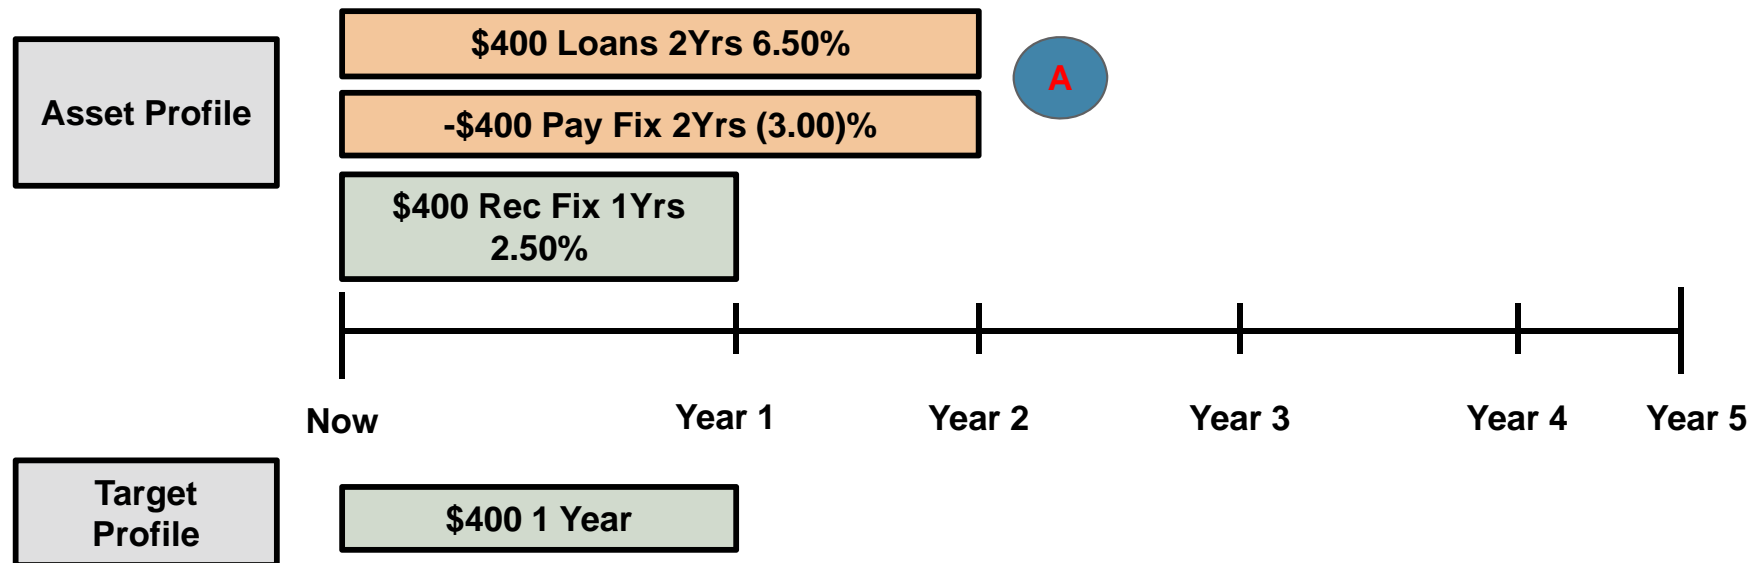 $400 Loans 2Yrs 6.50%
A
Asset Profile
-$400 Pay Fix 2Yrs (3.00)%
$400 Rec Fix 1Yrs
2.50%
Now
Year 1
Year 2
Year 3
Year 4
Year 5
Target
Profile
$400 1 Year